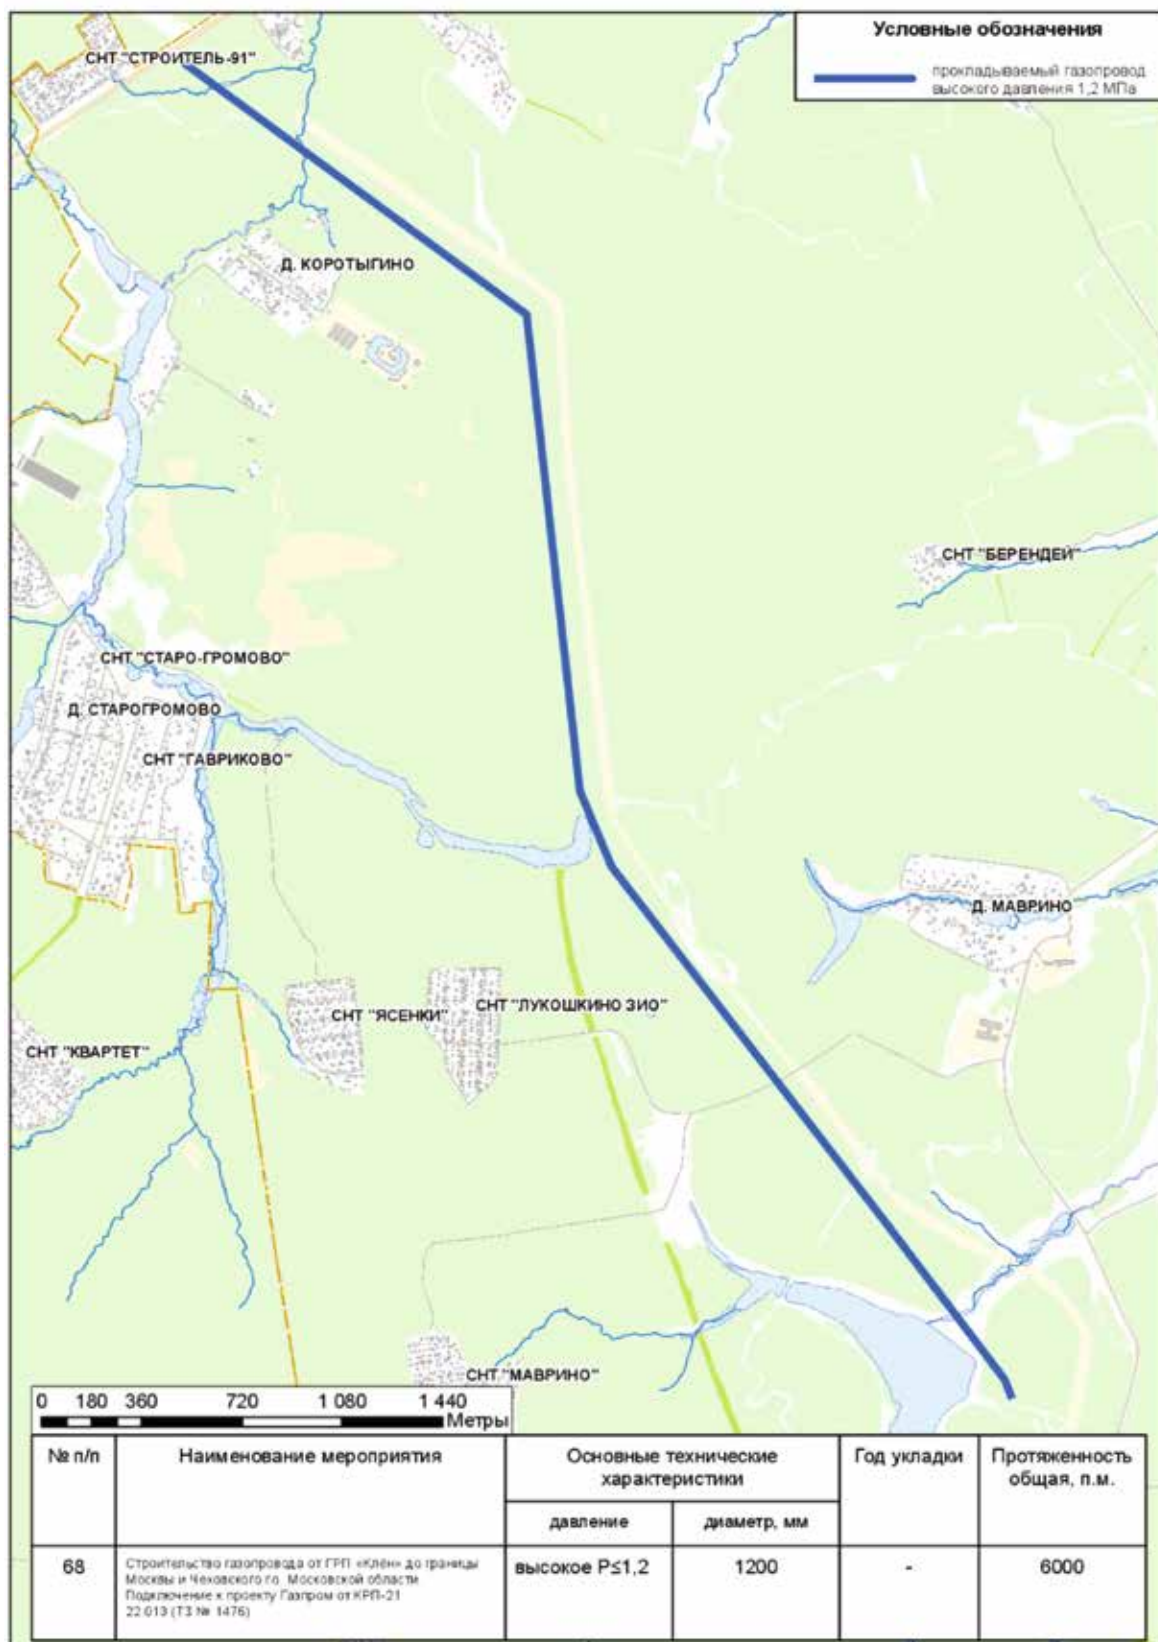 Условные обозначения
прокладываемый газопровод
высокого давления 1,2 МПа
СНТ "СТРОИТЕЛЬ-91"
Д. КОРОТЫГИНО
СНТ "БЕРЕНДЕЙ"
СНТ "СТАРО-ГРОМОВО"
Д. СТАРОГРОМОВО
СНТ "ГАВРИКОВО"
Д. МАВРИНО
СНТ "ЯСЕНКИ"
СНТ "ЛУКОШКИНО ЗИО"
СНТ "КВАРТЕТ"
СНТ "МАВРИНО"
0 180 360 720 1 080 1 440
Метры
№ п/п
Наименование мероприятия
Основные технические
характеристики
Год укладки
Протяженность
общая, п.м.
давление
диаметр, мм
68
Строительство газопровода от ГРП «Клён» до границы
Москвы и Чеховского г.о. Московской области
Подключение к проекту Газпром от КРП-21
22.013 (ТЗ № 1476)
высокое P≤1,2
1200
-
6000